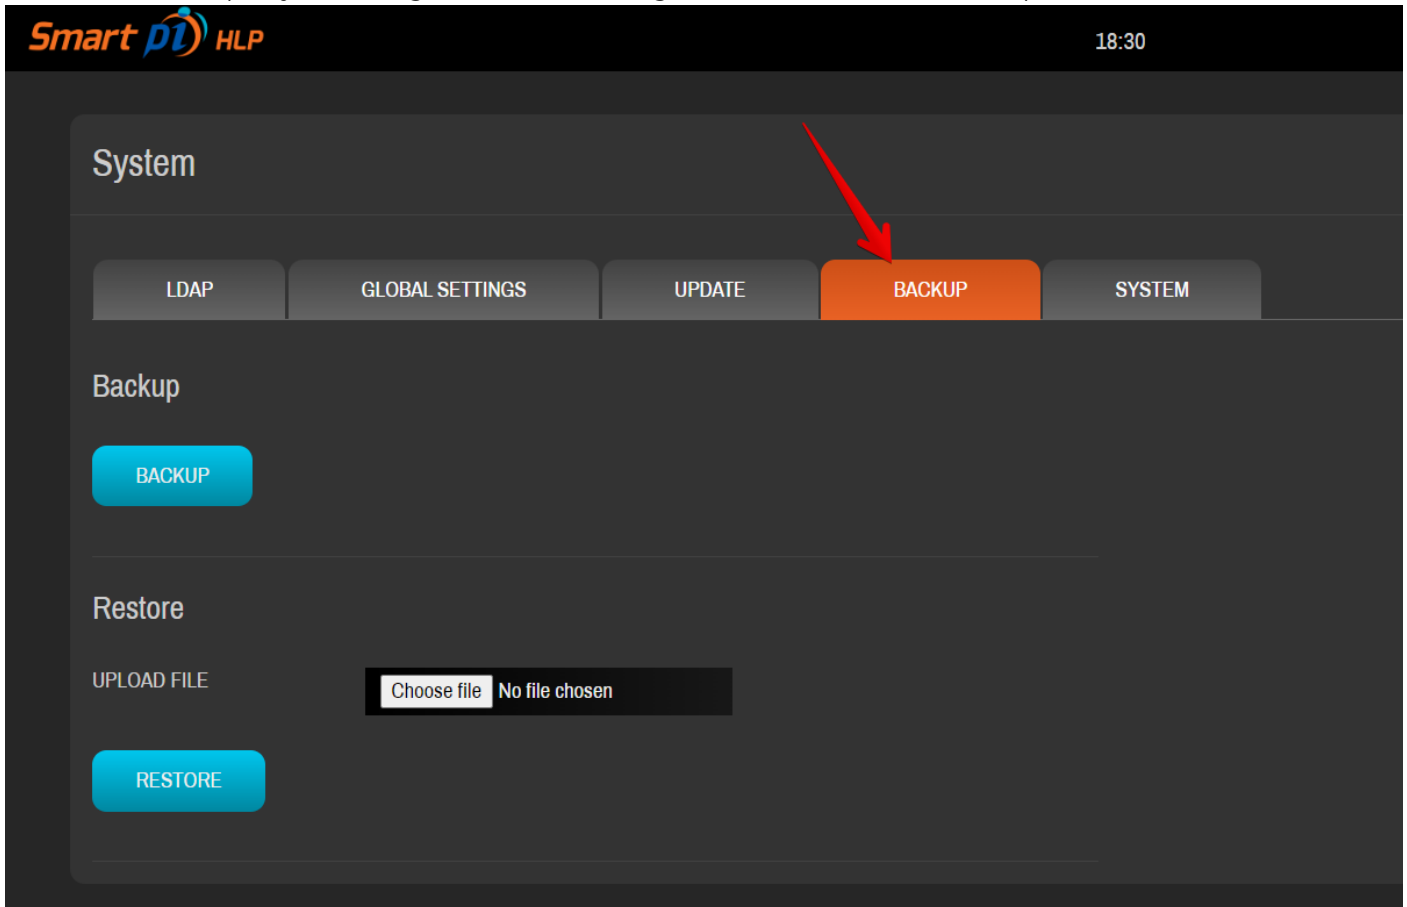 Smart pi HLP
18:30
System
LDAP GLOBAL SETTINGS UPDATE BACKUP SYSTEM
Backup
BACKUP
Restore
UPLOAD FILE Choose file No file chosen
RESTORE